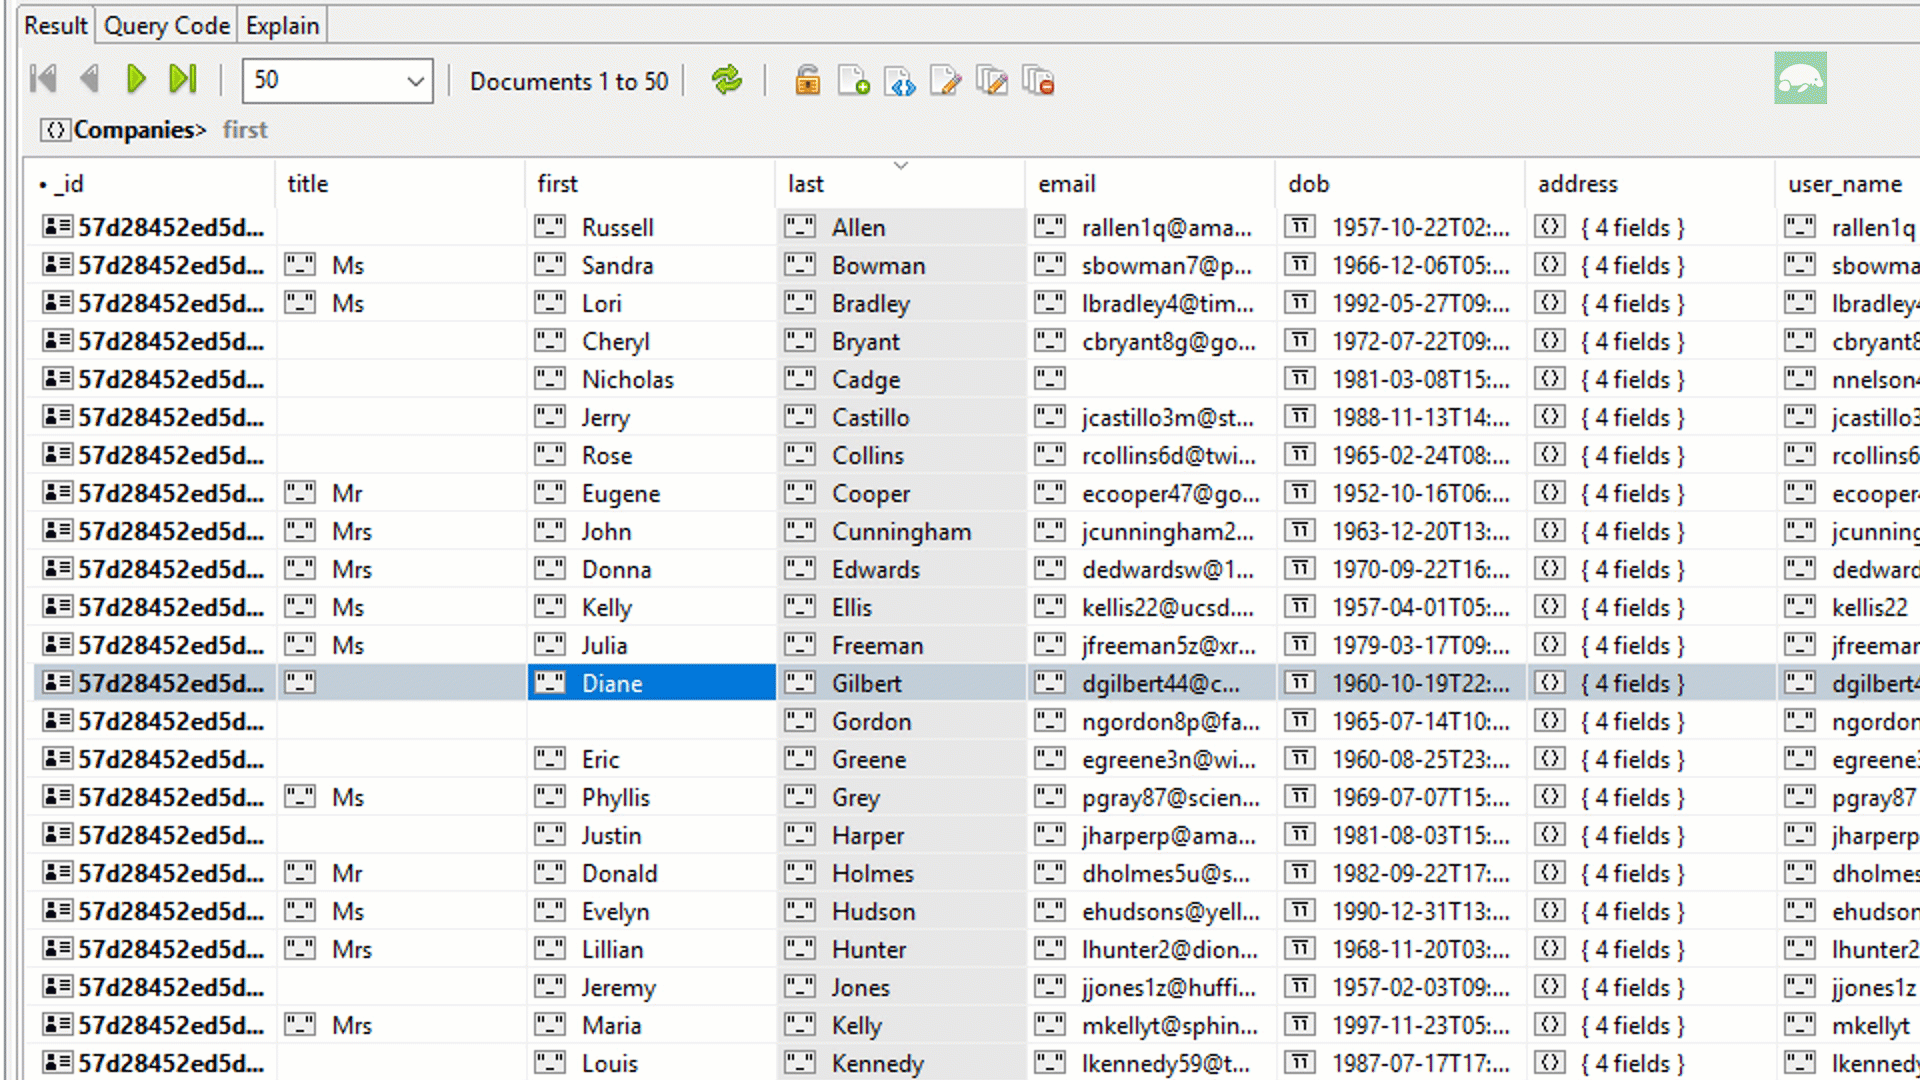 Result Query Code Explain
50 Documents 1 to 50
Companies> first
_id title first last email dob address user_name
57d28452ed5d... Russell Allen rallen1q@ama... 1957-10-22T02:... { 4 fields } rallen1q
57d28452ed5d... Ms Sandra Bowman sbowman7@p... 1966-12-06T05:... { 4 fields } sbowma
57d28452ed5d... Ms Lori Bradley lbradley4@tim... 1992-05-27T09:... { 4 fields } lbradley4
57d28452ed5d... Cheryl Bryant cbryant8g@go... 1972-07-22T09:... { 4 fields } cbryant8
57d28452ed5d... Nicholas Cadge 1981-03-08T15:... { 4 fields } nnelson4
57d28452ed5d... Jerry Castillo jcastillo3m@st... 1988-11-13T14:... { 4 fields } jcastillo3
57d28452ed5d... Rose Collins rcollins6d@twi... 1965-02-24T08:... { 4 fields } rcollins6
57d28452ed5d... Mr Eugene Cooper ecooper47@go... 1952-10-16T06:... { 4 fields } ecooper4
57d28452ed5d... Mrs John Cunningham jcunningham2... 1963-12-20T13:... { 4 fields } jcunning
57d28452ed5d... Mrs Donna Edwards dedwardsw@1... 1970-09-22T16:... { 4 fields } dedward
57d28452ed5d... Ms Kelly Ellis kellis22@ucsd.... 1957-04-01T05:... { 4 fields } kellis22
57d28452ed5d... Ms Julia Freeman jfreeman5z@xr... 1979-03-17T09:... { 4 fields } jfreeman
57d28452ed5d... Diane Gilbert dgilbert44@c... 1960-10-19T22:... { 4 fields } dgilbert4
57d28452ed5d... Gordon ngordon8p@fa... 1965-07-14T10:... { 4 fields } ngordon
57d28452ed5d... Eric Greene egreene3n@wi... 1960-08-25T23:... { 4 fields } egreene3
57d28452ed5d... Ms Phyllis Grey pgray87@scien... 1969-07-07T15:... { 4 fields } pgray87
57d28452ed5d... Justin Harper jharperp@ama... 1981-08-03T15:... { 4 fields } jharperp
57d28452ed5d... Mr Donald Holmes dholmes5u@s... 1982-09-22T17:... { 4 fields } dholmes
57d28452ed5d... Ms Evelyn Hudson ehudsons@yell... 1990-12-31T13:... { 4 fields } ehudson
57d28452ed5d... Mrs Lillian Hunter lhunter2@dion... 1968-11-20T03:... { 4 fields } lhunter2
57d28452ed5d... Jeremy Jones jjones1z@huffi... 1957-02-03T09:... { 4 fields } jjones1z
57d28452ed5d... Mrs Maria Kelly mkellyt@sphin... 1997-11-23T05:... { 4 fields } mkellyt
57d28452ed5d... Louis Kennedy lkennedy59@t... 1987-07-17T17:... { 4 fields } lkennedy